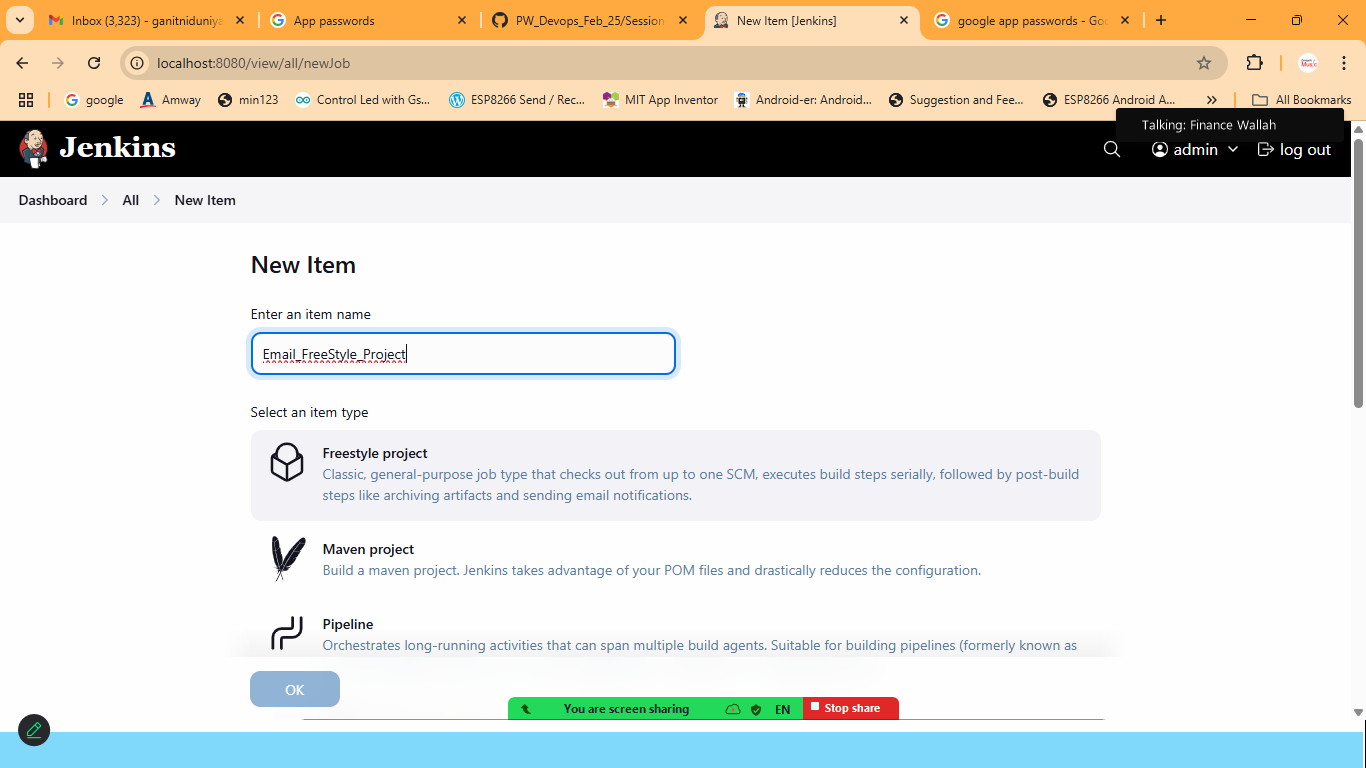 Inbox (3,323) - ganitniduniya
App passwords
PW_Devops_Feb_25/Session
New Item [Jenkins]
google app passwords - Goo
localhost:8080/view/all/newJob
google
Amway
min123
Control Led with Gs...
ESP8266 Send / Rec...
MIT App Inventor
Android-er: Android...
Suggestion and Fee...
ESP8266 Android A...
All Bookmarks
Talking: Finance Wallah
Jenkins
admin
log out
Dashboard
All
New Item
New Item
Enter an item name
Email_FreeStyle_Project
Select an item type
Freestyle project
Classic, general-purpose job type that checks out from up to one SCM, executes build steps serially, followed by post-build
steps like archiving artifacts and sending email notifications.
Maven project
Build a maven project. Jenkins takes advantage of your POM files and drastically reduces the configuration.
Pipeline
Orchestrates long-running activities that can span multiple build agents. Suitable for building pipelines (formerly known as
OK
You are screen sharing
EN
Stop share